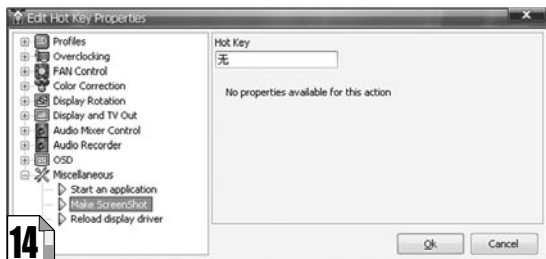 Edit Hot Key Properties
Profiles
Overclocking
FAN Control
Color Correction
Display Rotation
Display and TV Out
Audio Mixer Control
Audio Recorder
OSD
Miscellaneous
Start an application
Make ScreenShot
Reload display driver
Hot Key
无
No properties available for this action
Ok
Cancel
14